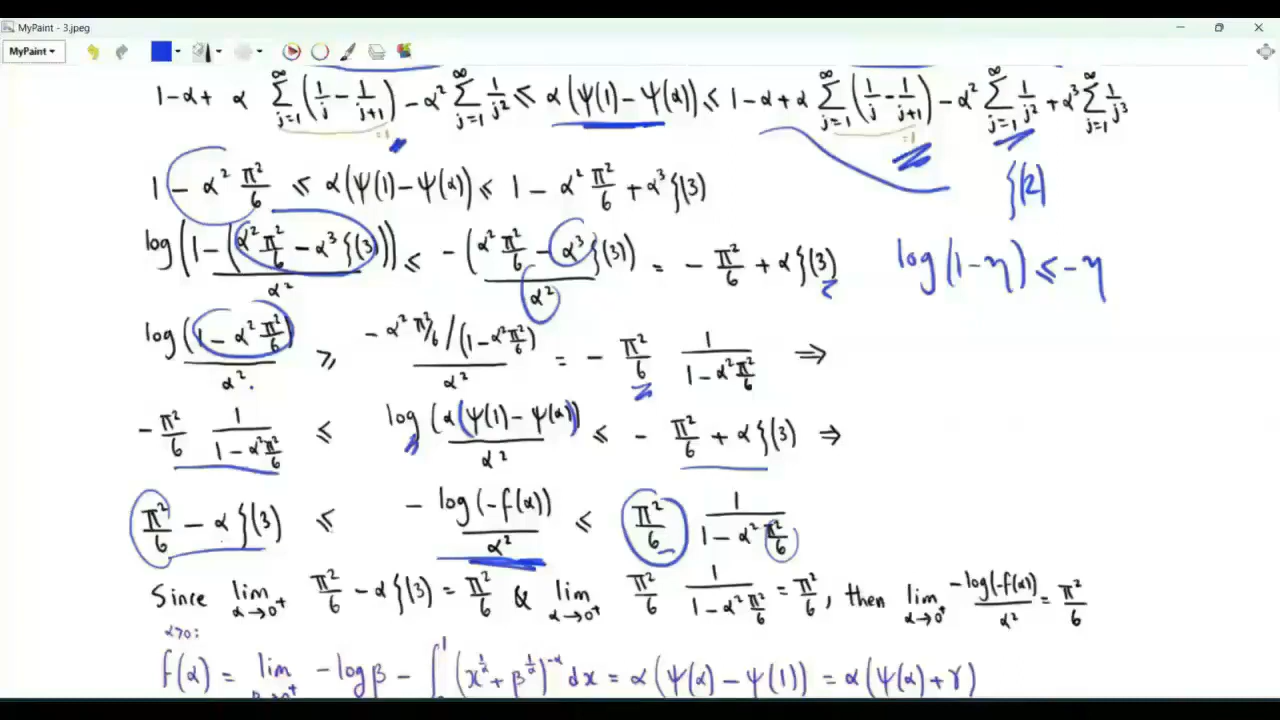 MyPaint - 3.jpeg
MyPaint
1-α+ α ∑_{j=1}^{∞} (1/j - 1/(j+1)) - α² ∑_{j=1}^{∞} 1/j² ≤ α(Ψ(1)-Ψ(α)) ≤ 1-α+α ∑_{j=1}^{∞} (1/j - 1/(j+1)) - α² ∑_{j=1}^{∞} 1/j² + α³ ∑_{j=1}^{∞} 1/j³
=1 =1
1 - α² π²/6 ≤ α(Ψ(1)-Ψ(α)) ≤ 1 - α² π²/6 + α³ ζ(3) ζ(2)
log(1-(α² π²/6 - α³ ζ(3)))/α² ≤ -(α² π²/6 - α³ ζ(3))/α² = - π²/6 + α ζ(3) log(1-η) ≤ -η
log(1-α² π²/6)/α² ≥ (-α² π²/6 /(1-α² π²/6))/α² = - π²/6 1/(1-α² π²/6) ⇒
- π²/6 1/(1-α² π²/6) ≤ log(α(Ψ(1)-Ψ(α)))/α² ≤ - π²/6 + α ζ(3) ⇒
π²/6 - α ζ(3) ≤ - log(-f(α))/α² ≤ π²/6 1/(1-α² π²/6)
Since lim_{α→0⁺} π²/6 - α ζ(3) = π²/6 & lim_{α→0⁺} π²/6 1/(1-α² π²/6) = π²/6, then lim_{α→0⁺} -log(-f(α))/α² = π²/6
α>0:
f(α) = lim_{β→0⁺} -logβ - ∫^1 (x^{1/α} + β^{1/α})^{-α} dx = α(Ψ(α)-Ψ(1)) = α(Ψ(α)+γ)